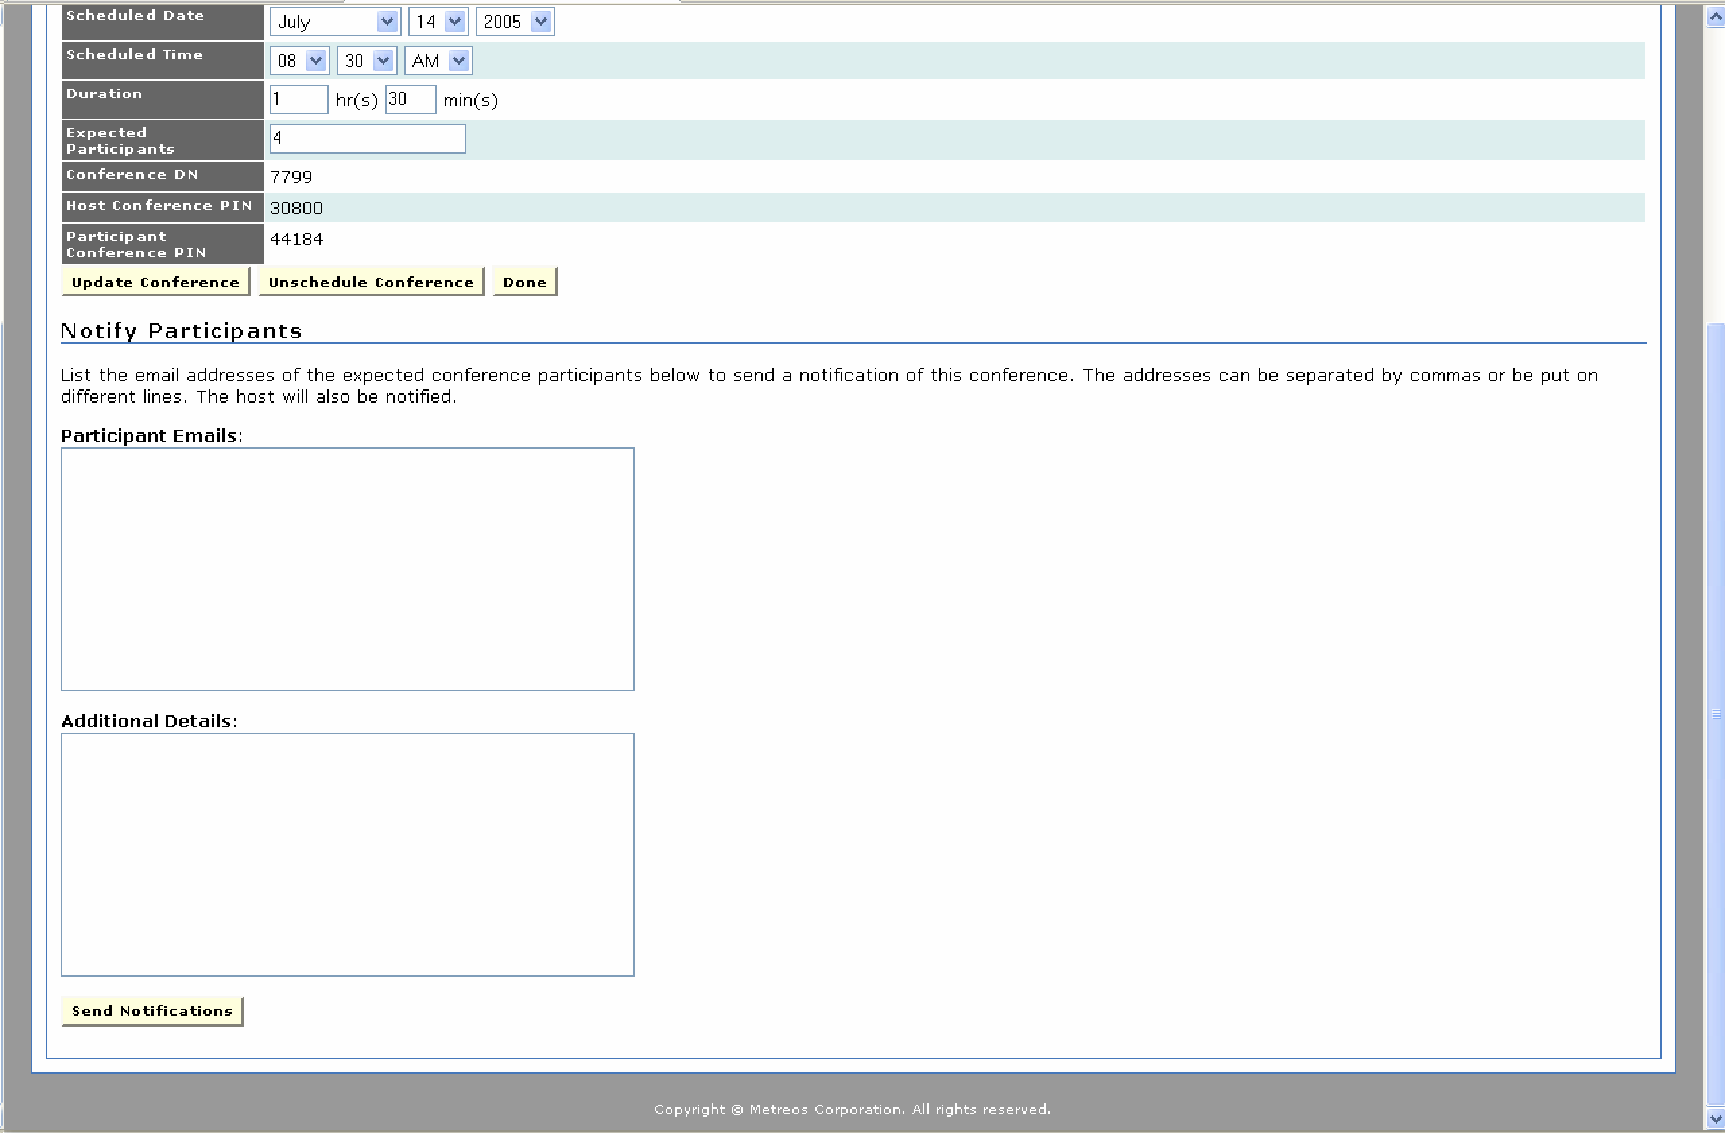 Scheduled Date July 14 2005
Scheduled Time 08 30 AM
Duration 1 hr(s) 30 min(s)
Expected
Participants 4
Conference DN 7799
Host Conference PIN 30800
Participant
Conference PIN 44184
Update Conference Unschedule Conference Done
Notify Participants
List the email addresses of the expected conference participants below to send a notification of this conference. The addresses can be separated by commas or be put on
different lines. The host will also be notified.
Participant Emails:
Additional Details:
Send Notifications
Copyright © Metreos Corporation. All rights reserved.